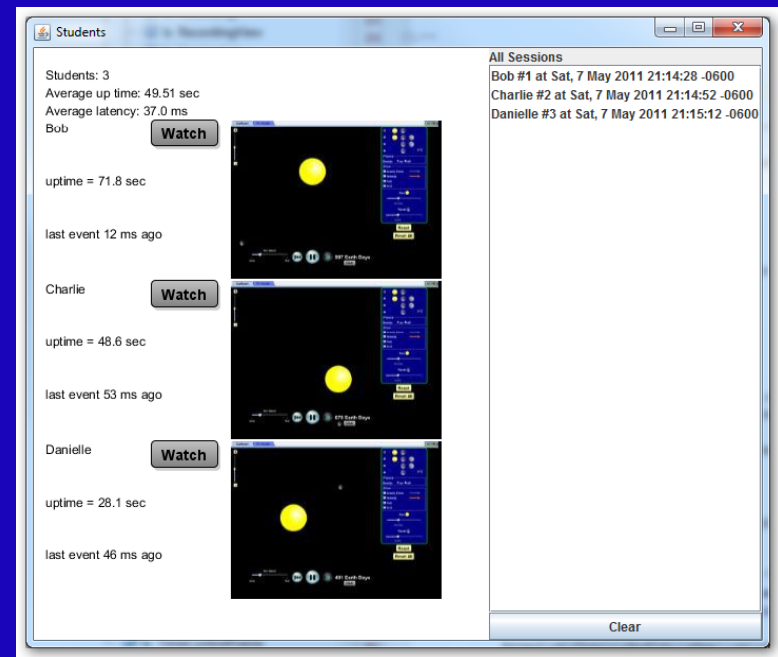 Students
Students: 3
Average up time: 49.51 sec
Average latency: 37.0 ms
Bob
Watch
uptime = 71.8 sec
last event 12 ms ago
Charlie
Watch
uptime = 48.6 sec
last event 53 ms ago
Danielle
Watch
uptime = 28.1 sec
last event 46 ms ago
All Sessions
Bob #1 at Sat, 7 May 2011 21:14:28 -0600
Charlie #2 at Sat, 7 May 2011 21:14:52 -0600
Danielle #3 at Sat, 7 May 2011 21:15:12 -0600
Clear